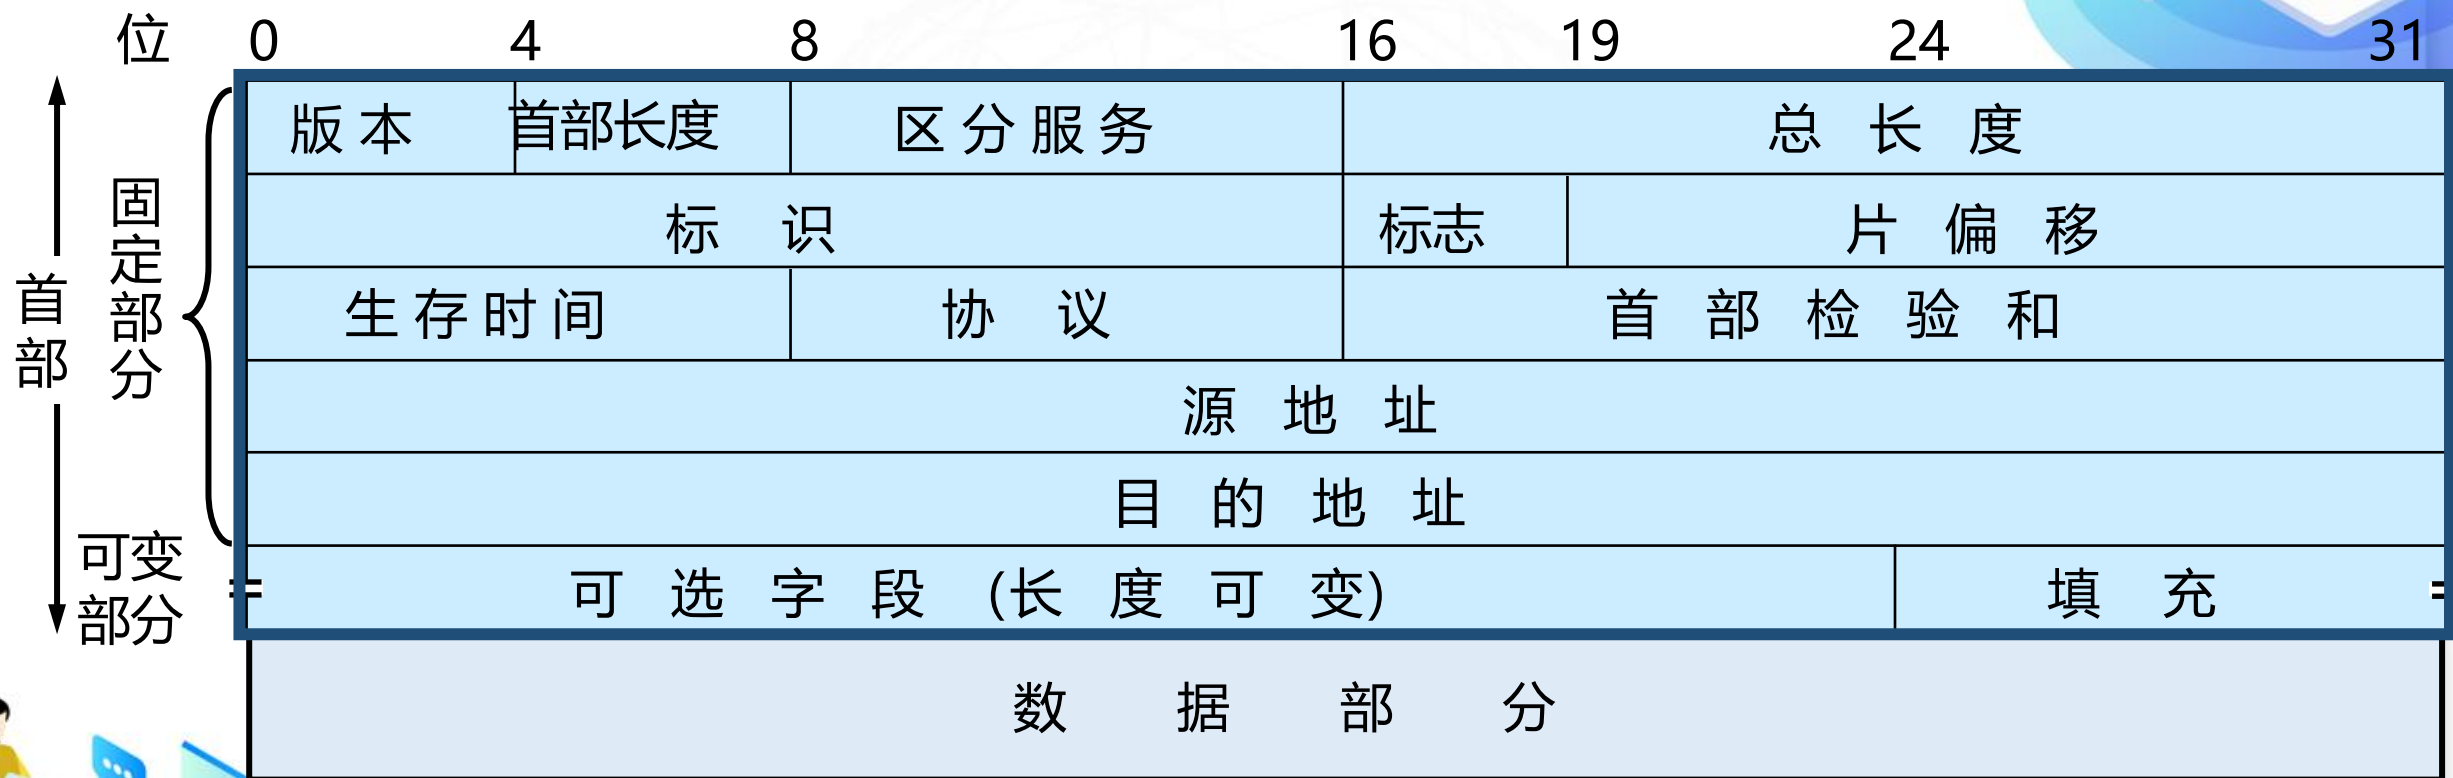 位 0 4 8 16 19 24 31
版 本 首部长度 区 分 服 务 总 长 度
标 识 标志 片 偏 移
生 存 时 间 协 议 首 部 检 验 和
源 地 址
目 的 地 址
可 选 字 段 (长 度 可 变) 填 充
数 据 部 分
首部
固定部分
可变
部分